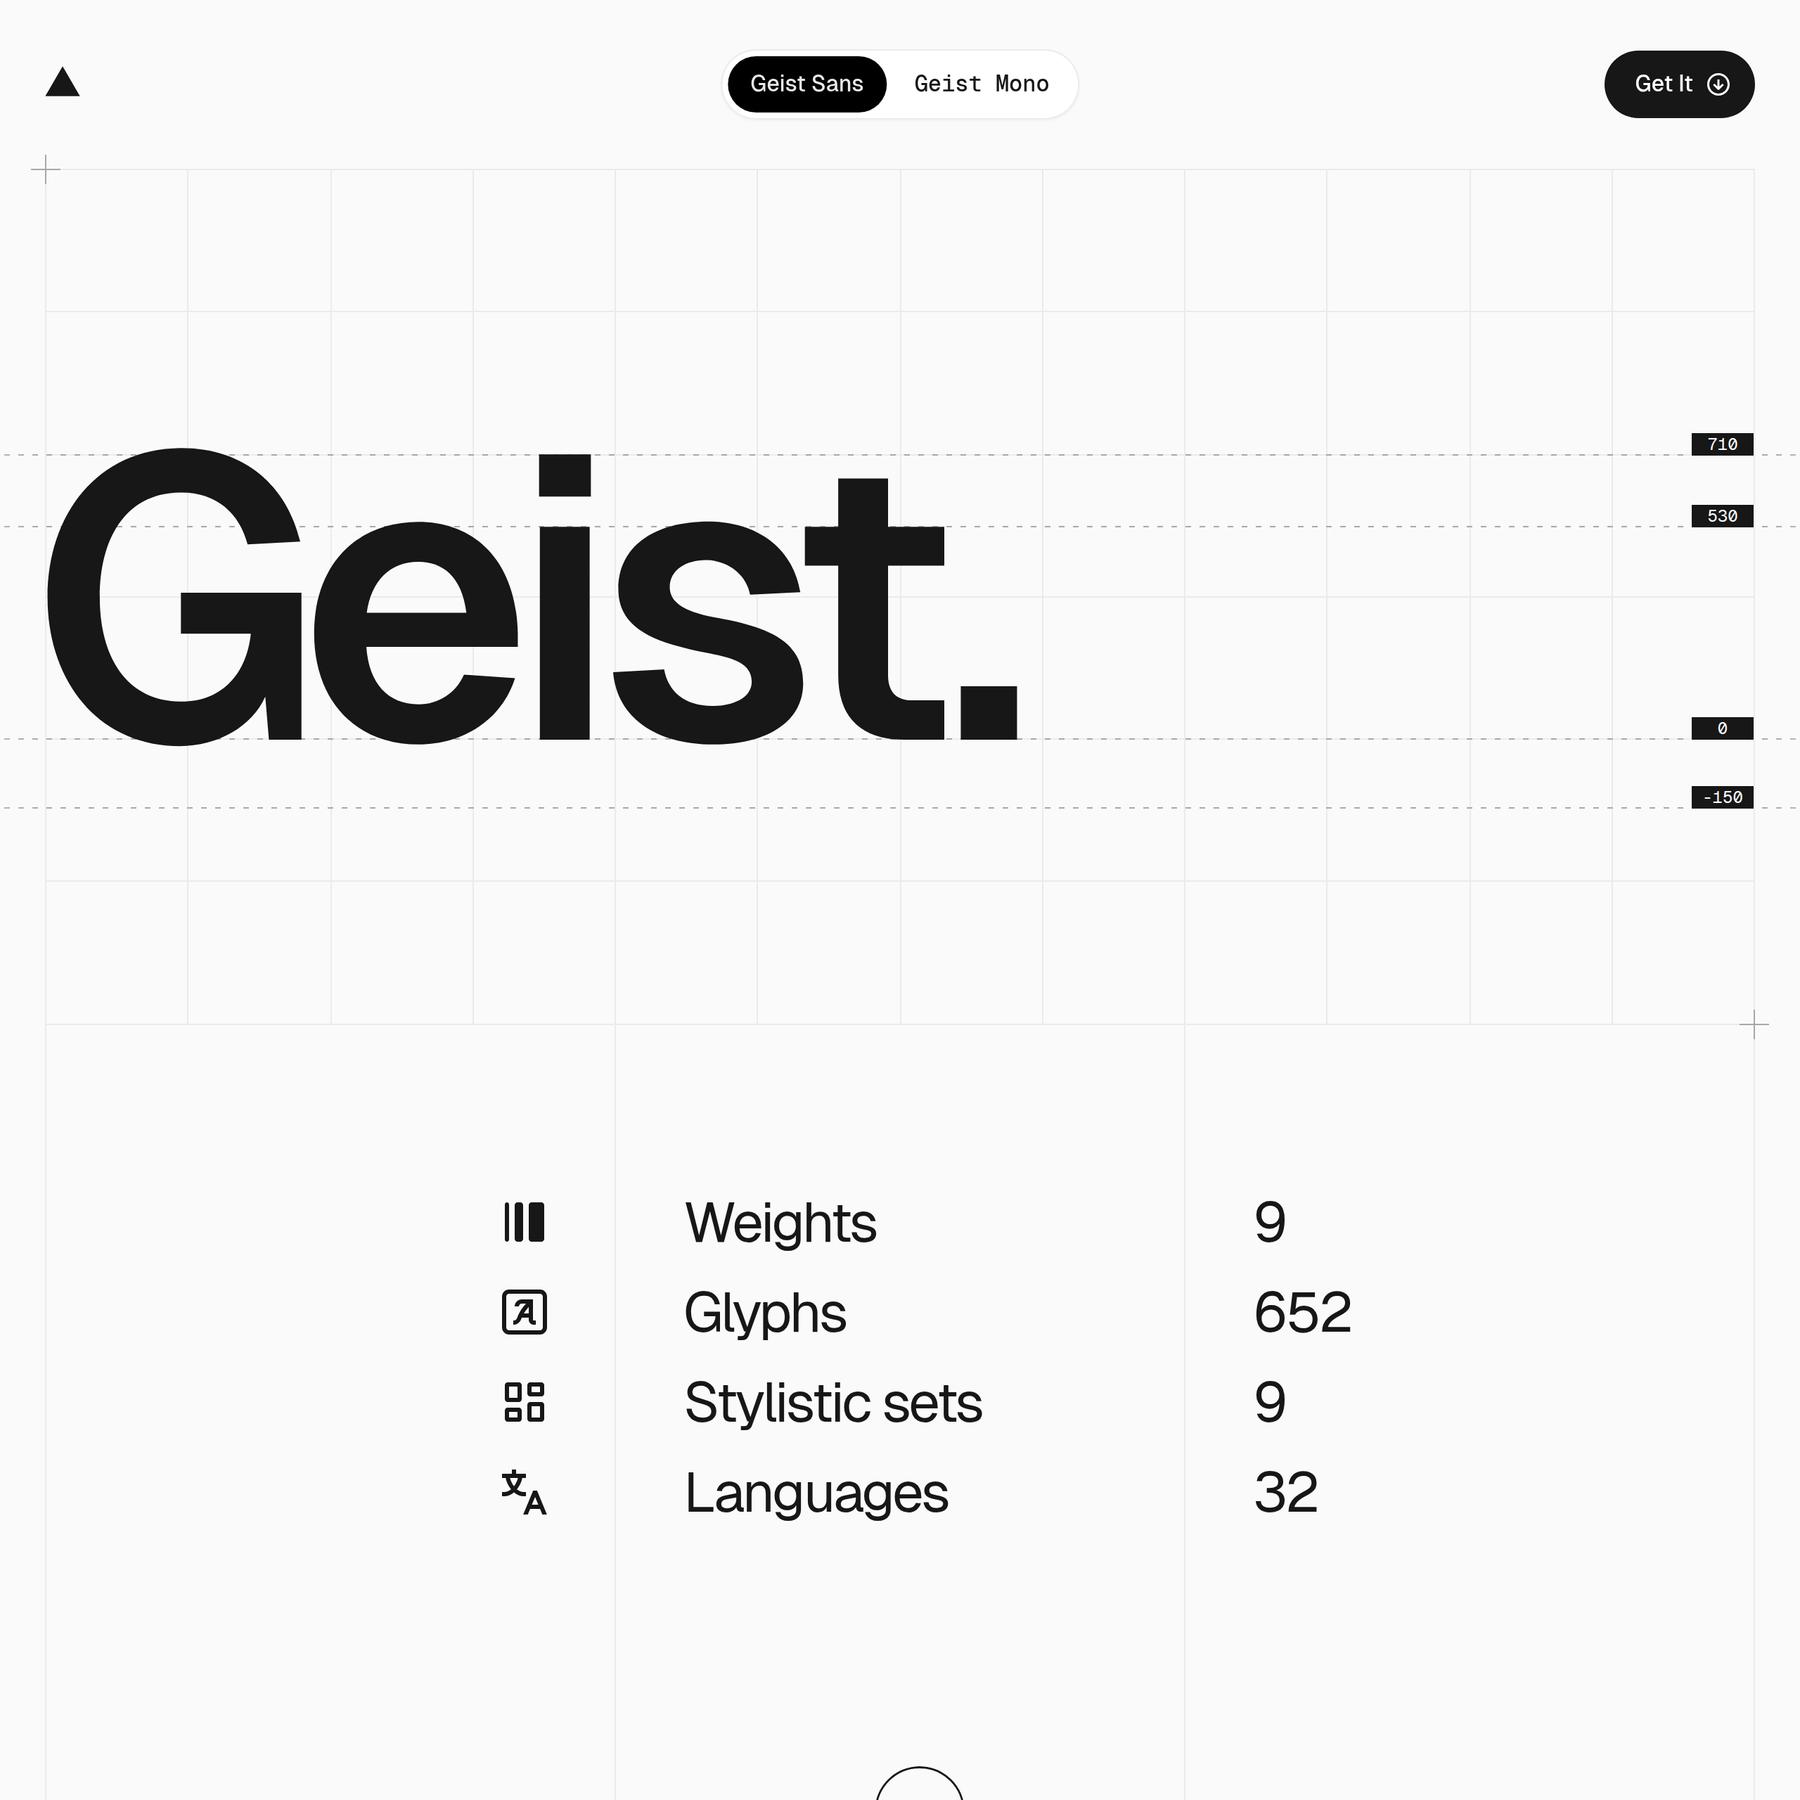 Geist Sans Geist Mono Get It
710
530
Geist.
0
-150
Weights 9
Glyphs 652
Stylistic sets 9
Languages 32